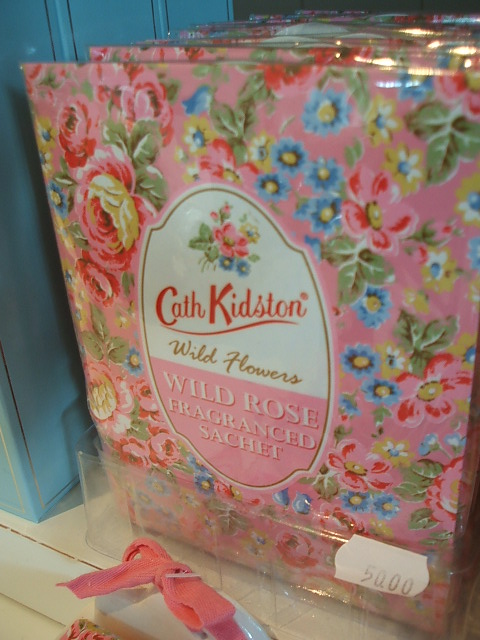 Cath Kidston®
Wild Flowers
WILD ROSE
FRAGRANCED
SACHET
5000